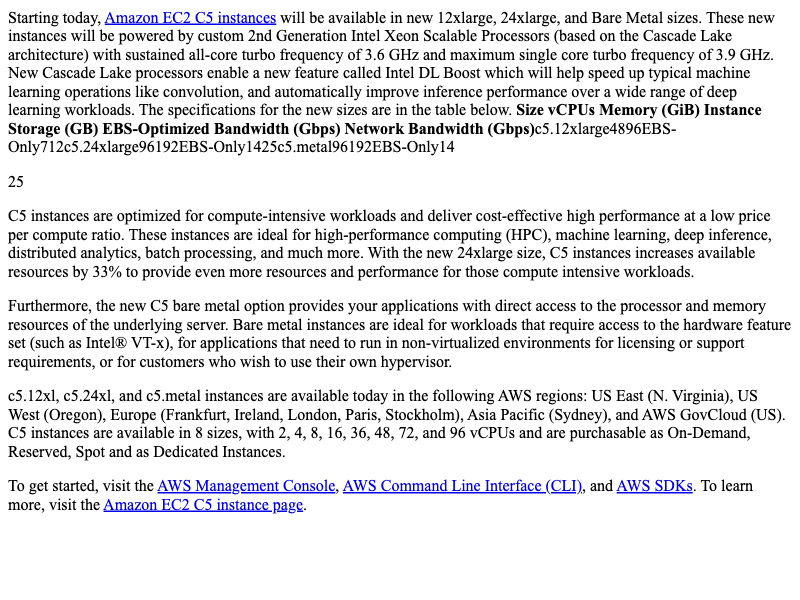 Starting today, Amazon EC2 C5 instances will be available in new 12xlarge, 24xlarge, and Bare Metal sizes. These new
instances will be powered by custom 2nd Generation Intel Xeon Scalable Processors (based on the Cascade Lake
architecture) with sustained all-core turbo frequency of 3.6 GHz and maximum single core turbo frequency of 3.9 GHz.
New Cascade Lake processors enable a new feature called Intel DL Boost which will help speed up typical machine
learning operations like convolution, and automatically improve inference performance over a wide range of deep
learning workloads. The specifications for the new sizes are in the table below. Size vCPUs Memory (GiB) Instance
Storage (GB) EBS-Optimized Bandwidth (Gbps) Network Bandwidth (Gbps)c5.12xlarge4896EBS-
Only712c5.24xlarge96192EBS-Only1425c5.metal96192EBS-Only14
25
C5 instances are optimized for compute-intensive workloads and deliver cost-effective high performance at a low price
per compute ratio. These instances are ideal for high-performance computing (HPC), machine learning, deep inference,
distributed analytics, batch processing, and much more. With the new 24xlarge size, C5 instances increases available
resources by 33% to provide even more resources and performance for those compute intensive workloads.
Furthermore, the new C5 bare metal option provides your applications with direct access to the processor and memory
resources of the underlying server. Bare metal instances are ideal for workloads that require access to the hardware feature
set (such as Intel® VT-x), for applications that need to run in non-virtualized environments for licensing or support
requirements, or for customers who wish to use their own hypervisor.
c5.12xl, c5.24xl, and c5.metal instances are available today in the following AWS regions: US East (N. Virginia), US
West (Oregon), Europe (Frankfurt, Ireland, London, Paris, Stockholm), Asia Pacific (Sydney), and AWS GovCloud (US).
C5 instances are available in 8 sizes, with 2, 4, 8, 16, 36, 48, 72, and 96 vCPUs and are purchasable as On-Demand,
Reserved, Spot and as Dedicated Instances.
To get started, visit the AWS Management Console, AWS Command Line Interface (CLI), and AWS SDKs. To learn
more, visit the Amazon EC2 C5 instance page.